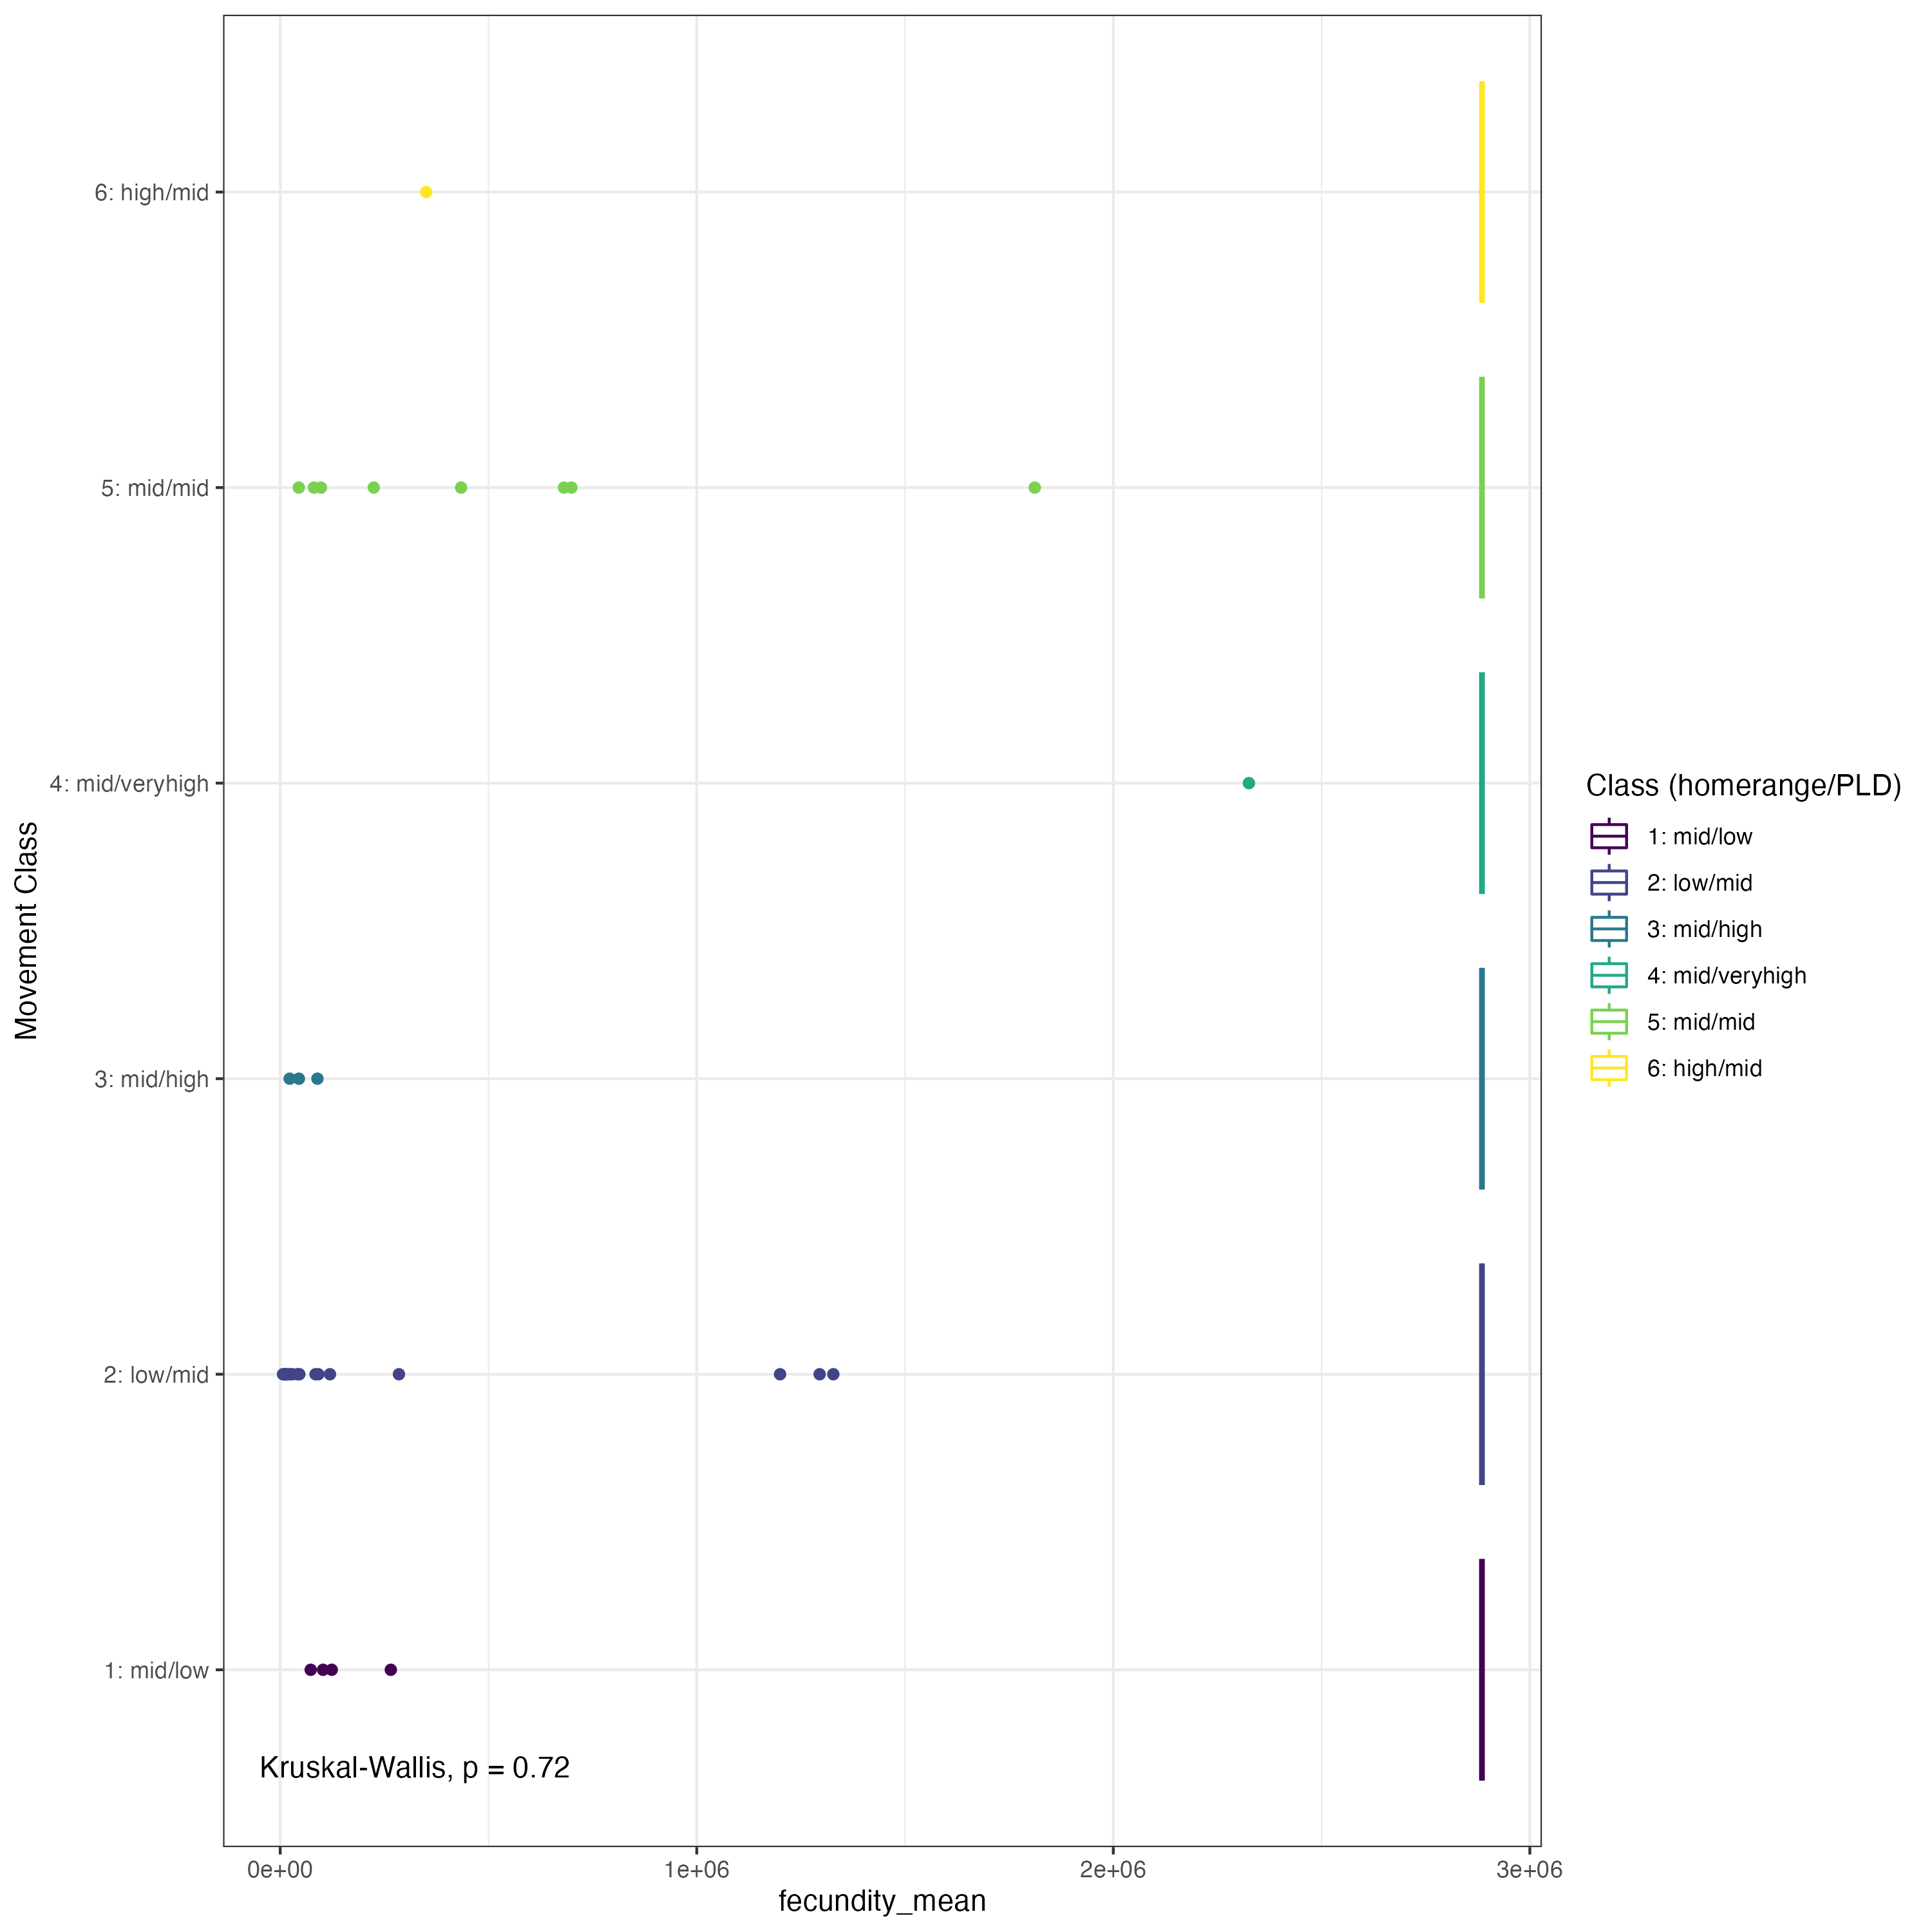 6: high/mid
5: mid/mid
4: mid/veryhigh
3: mid/high
2: low/mid
1: mid/low
Movement Class
Kruskal-Wallis, p = 0.72
0e+00
1e+06
2e+06
3e+06
fecundity_mean
Class (homerange/PLD)
1: mid/low
2: low/mid
3: mid/high
4: mid/veryhigh
5: mid/mid
6: high/mid